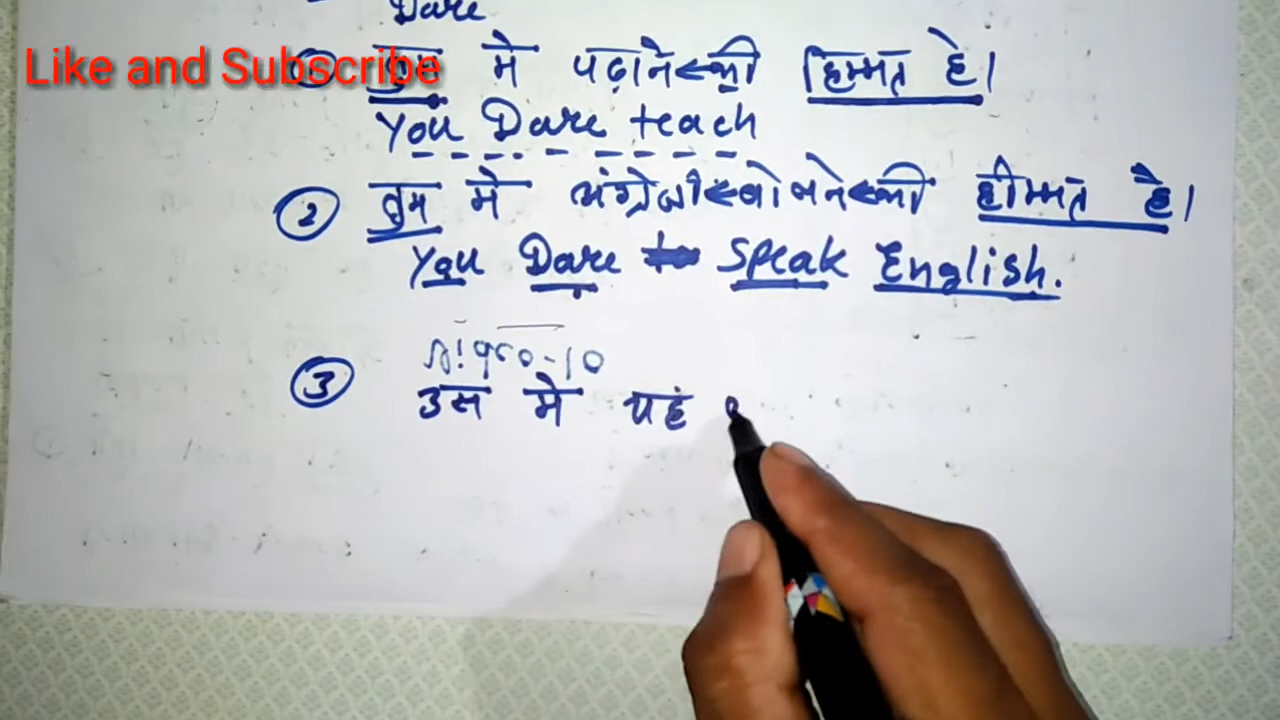 Dare
Like and Subscribe
तुम मे पढ़ाने की हिम्मत है।
You Dare teach
② तुम मे अंग्रेजी बोलने की हीम्मत है।
You Dare to Speak English.
③ उस मे यह